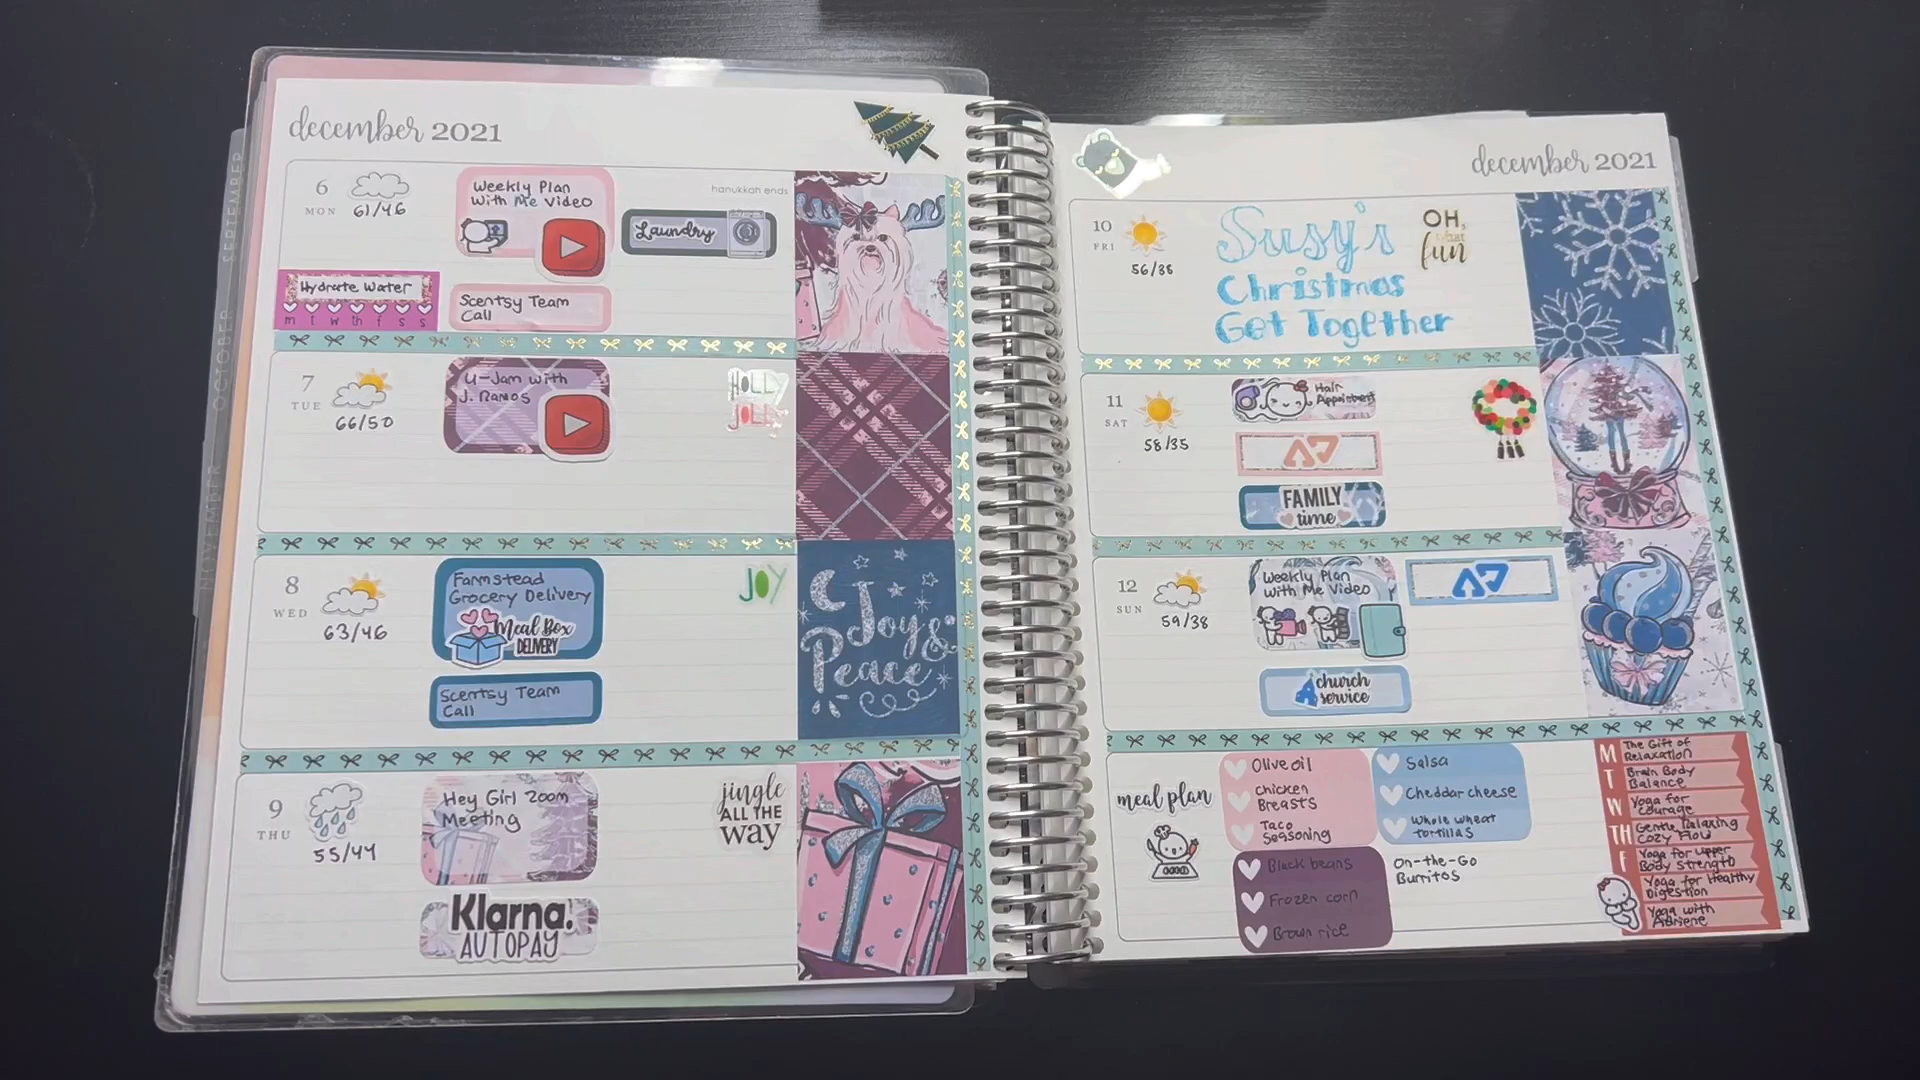 SEPTEMBER
OCTOBER
NOVEMBER
december 2021
6
MON
61/46
Weekly Plan
With Me Video
hanukkah ends
Laundry
Hydrate Water
m t w th f s s
Scentsy Team
Call
7
TUE
66/50
U-Jam with
J. Ramos
HOLLY
JOLLY
8
WED
63/46
Farmstead
Grocery Delivery
Meal Box
DELIVERY
Scentsy Team
Call
JOY
Joy &
Peace
9
THU
55/44
Hey Girl Zoom
Meeting
Klarna.
AUTOPAY
jingle
ALL THE
way
december 2021
10
FRI
56/38
Susy's
Christmas
Get Together
OH,
what
fun
11
SAT
58/35
Hair
Appointment
FAMILY
time
12
SUN
59/38
Weekly Plan
with Me Video
church
service
meal plan
Olive oil
Chicken
Breasts
Taco
Seasoning
Salsa
Cheddar cheese
Whole wheat
tortillas
Black beans
Frozen corn
Brown rice
On-the-Go
Burritos
M The Gift of
Relaxation
T Brain Body
Balance
W Yoga for
Courage
TH Gentle Relaxing
Cozy Flow
F Yoga for Upper
Body Strength
Yoga for Healthy
Digestion
Yoga with
Adriene